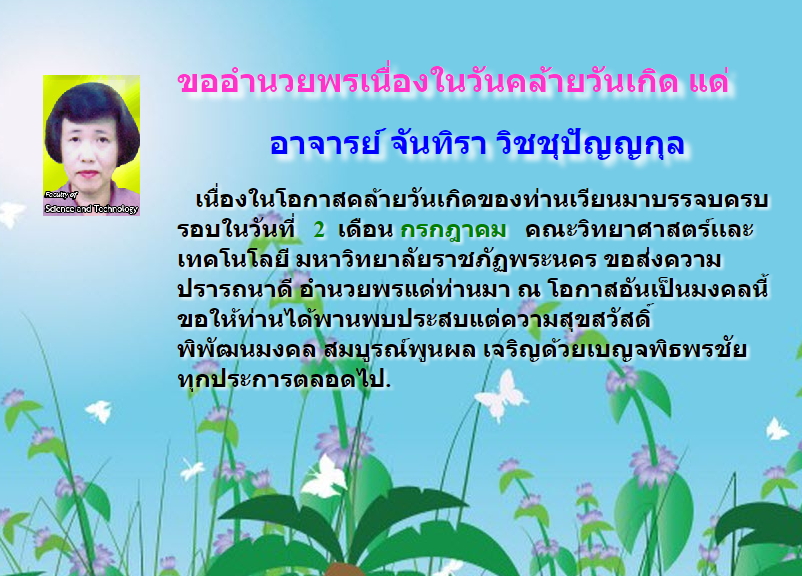 ขออำนวยพรเนื่องในวันคล้ายวันเกิด แด่
อาจารย์ จันทิรา วิชชุปัญญกุล
Faculty of
Science and Technology
เนื่องในโอกาสคล้ายวันเกิดของท่านเวียนมาบรรจบครบ
รอบในวันที่ 2 เดือน กรกฎาคม คณะวิทยาศาสตร์และ
เทคโนโลยี มหาวิทยาลัยราชภัฏพระนคร ขอส่งความ
ปรารถนาดี อำนวยพรแด่ท่านมา ณ โอกาสอันเป็นมงคลนี้
ขอให้ท่านได้พานพบประสบแต่ความสุขสวัสดิ์
พิพัฒนมงคล สมบูรณ์พูนผล เจริญด้วยเบญจพิธพรชัย
ทุกประการตลอดไป.